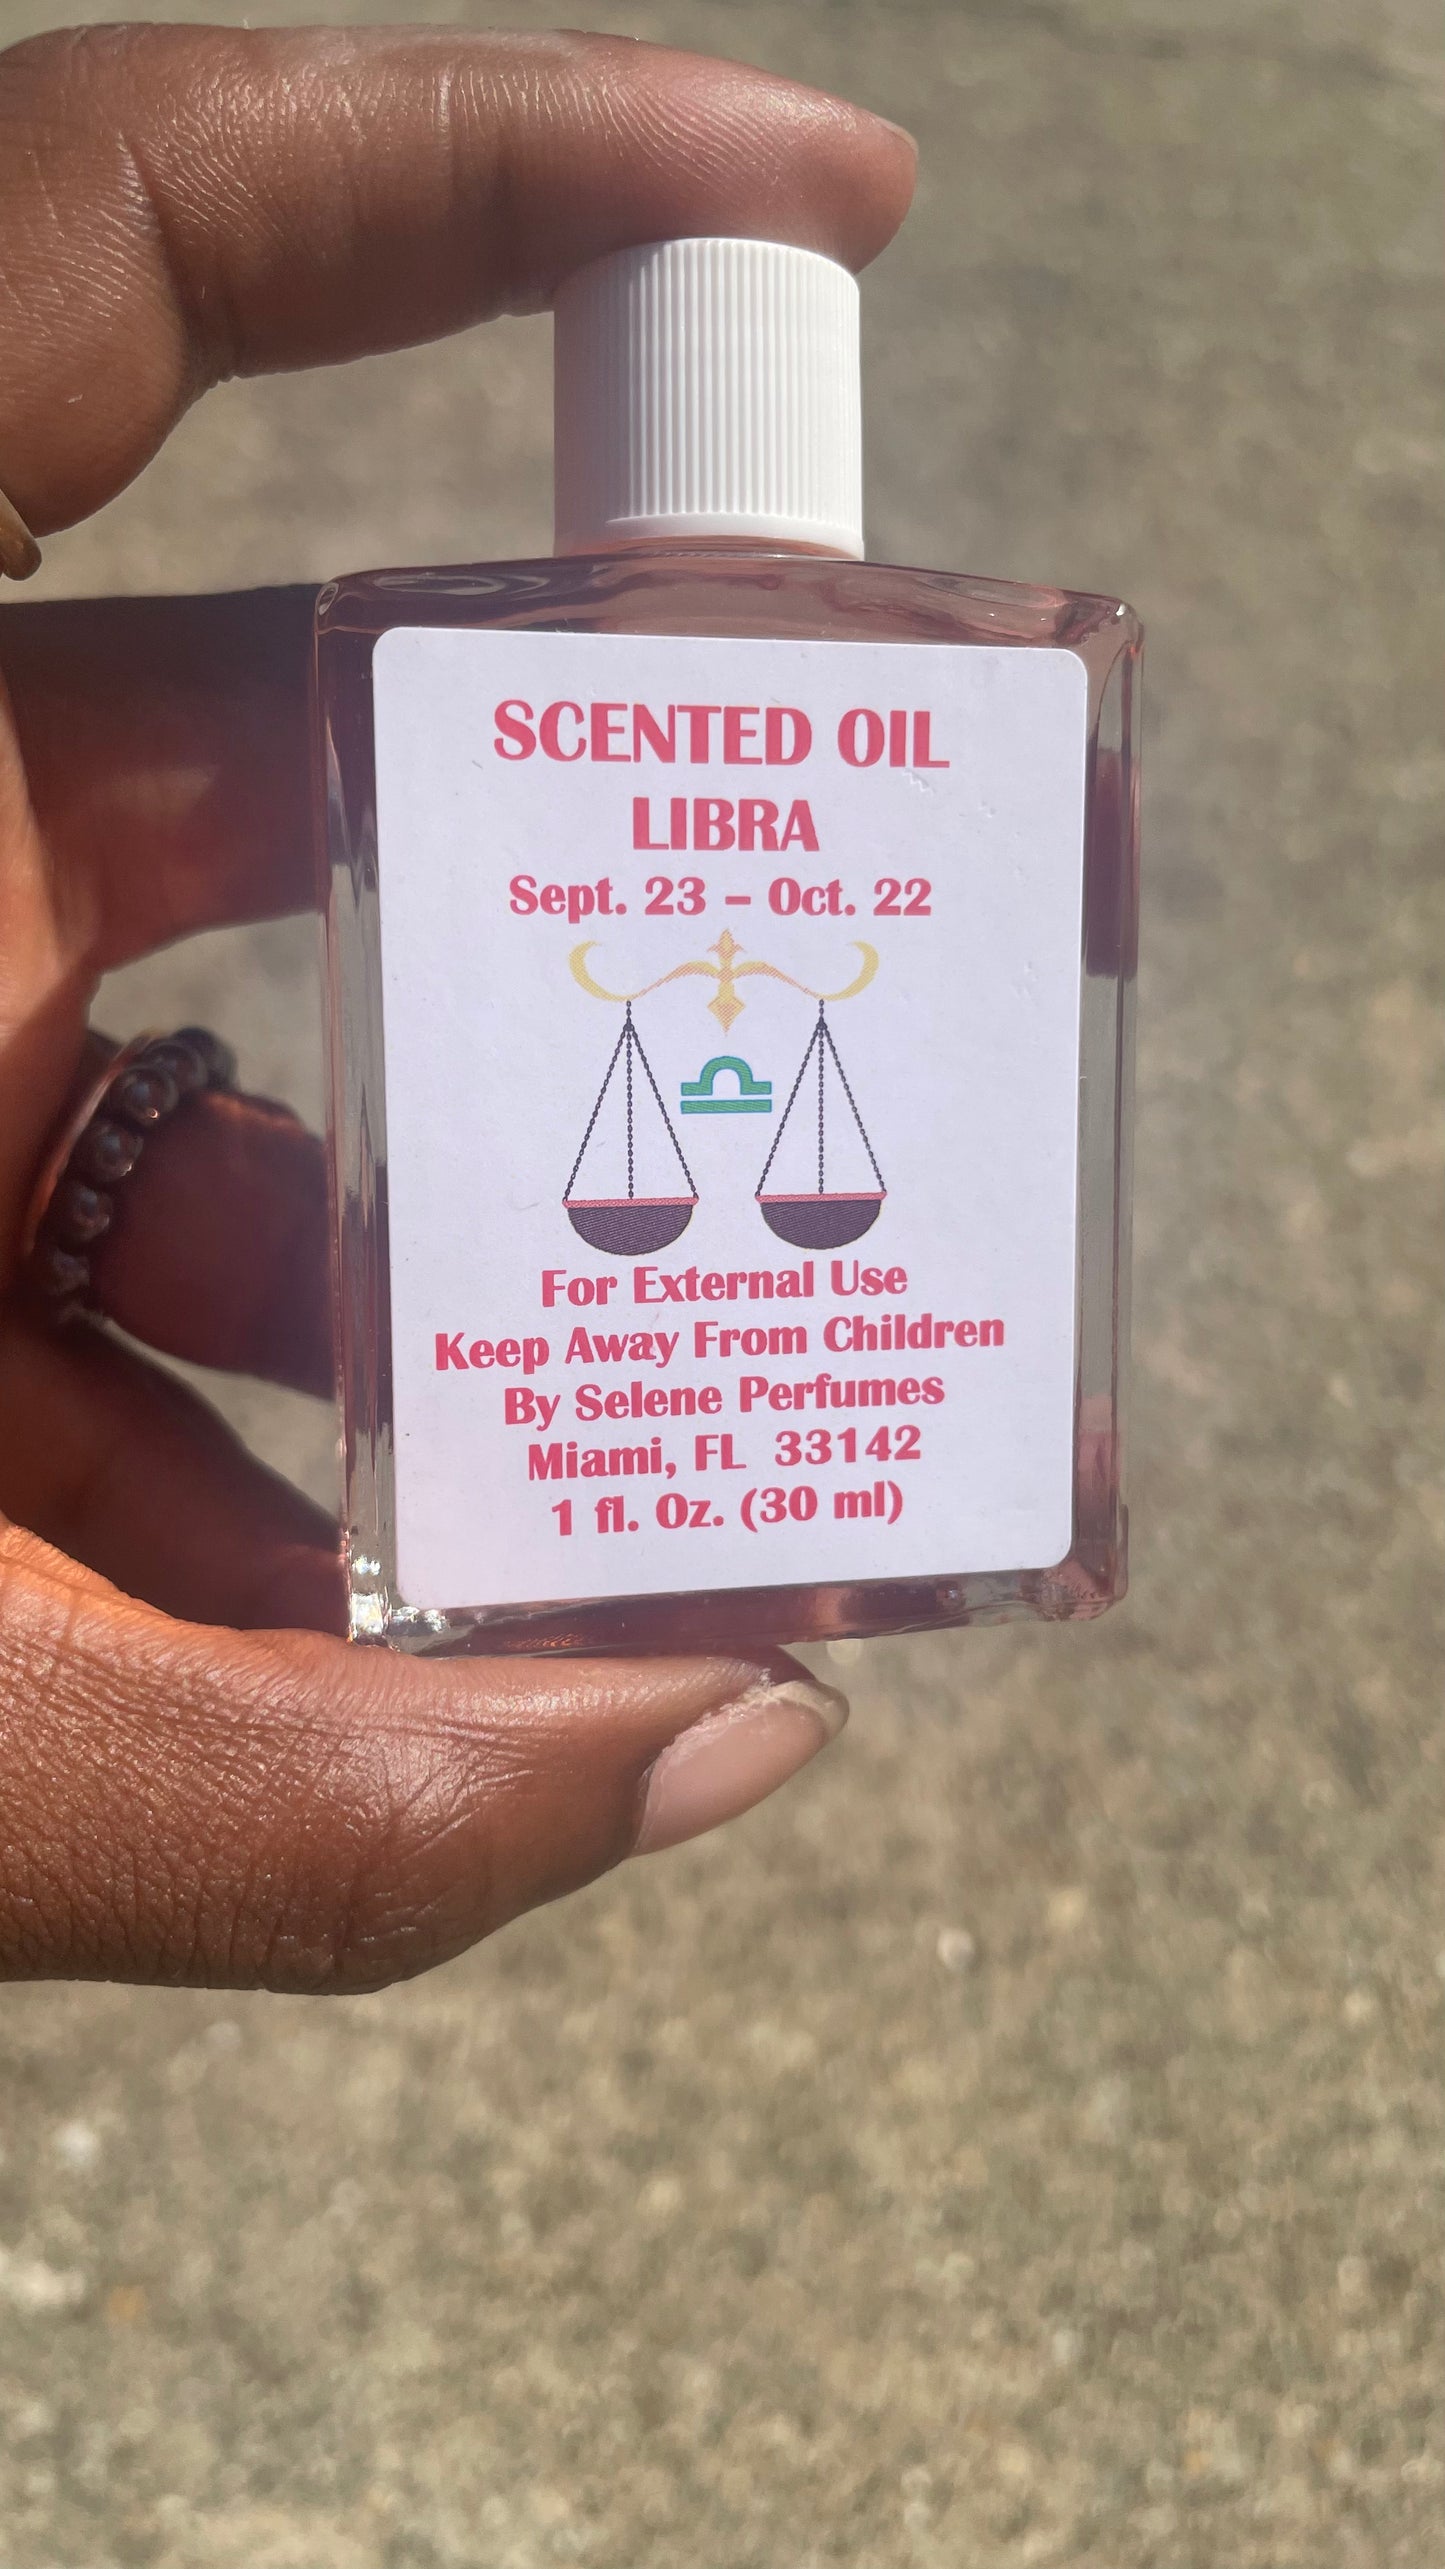 SCENTED OIL
LIBRA
Sept. 23 – Oct. 22
For External Use
Keep Away From Children
By Selene Perfumes
Miami, FL 33142
1 fl. Oz. (30 ml)